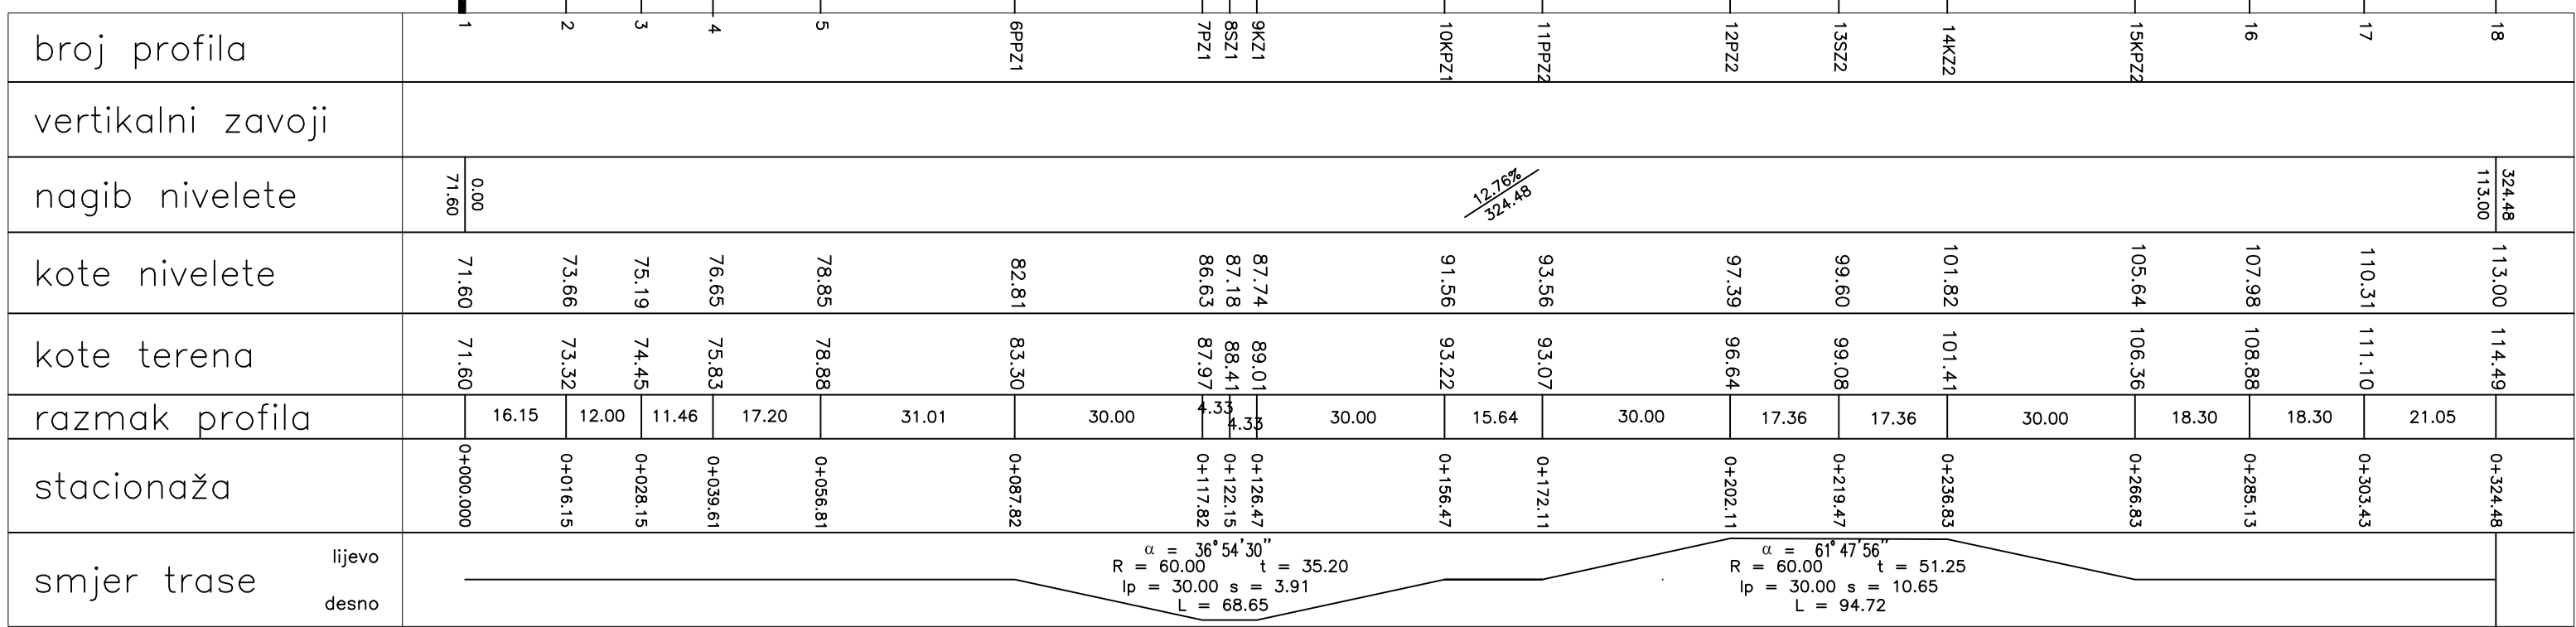 broj profila 1 2 3 4 5 6PPZ1 7PZ1 8SZ1 9KZ1 10KPZ1 11PPZ2 12PZ2 13SZ2 14KZ2 15KPZ2 16 17 18
vertikalni zavoji
nagib nivelete 71.60 0.00 12.76% 324.48 113.00 324.48
kote nivelete 71.60 73.66 75.19 76.65 78.85 82.81 86.63 87.18 87.74 91.56 93.56 97.39 99.60 101.82 105.64 107.98 110.31 113.00
kote terena 71.60 73.32 74.45 75.83 78.88 83.30 87.97 88.41 89.01 93.22 93.07 96.64 99.08 101.41 106.36 108.88 111.10 114.49
razmak profila 16.15 12.00 11.46 17.20 31.01 30.00 4.33 4.33 30.00 15.64 30.00 17.36 17.36 30.00 18.30 18.30 21.05
stacionaža 0+000.000 0+016.15 0+028.15 0+039.61 0+056.81 0+087.82 0+117.82 0+122.15 0+126.47 0+156.47 0+172.11 0+202.11 0+219.47 0+236.83 0+266.83 0+285.13 0+303.43 0+324.48
smjer trase
lijevo
desno
α = 36°54'30"
R = 60.00 t = 35.20
lp = 30.00 s = 3.91
L = 68.65
α = 61°47'56"
R = 60.00 t = 51.25
lp = 30.00 s = 10.65
L = 94.72